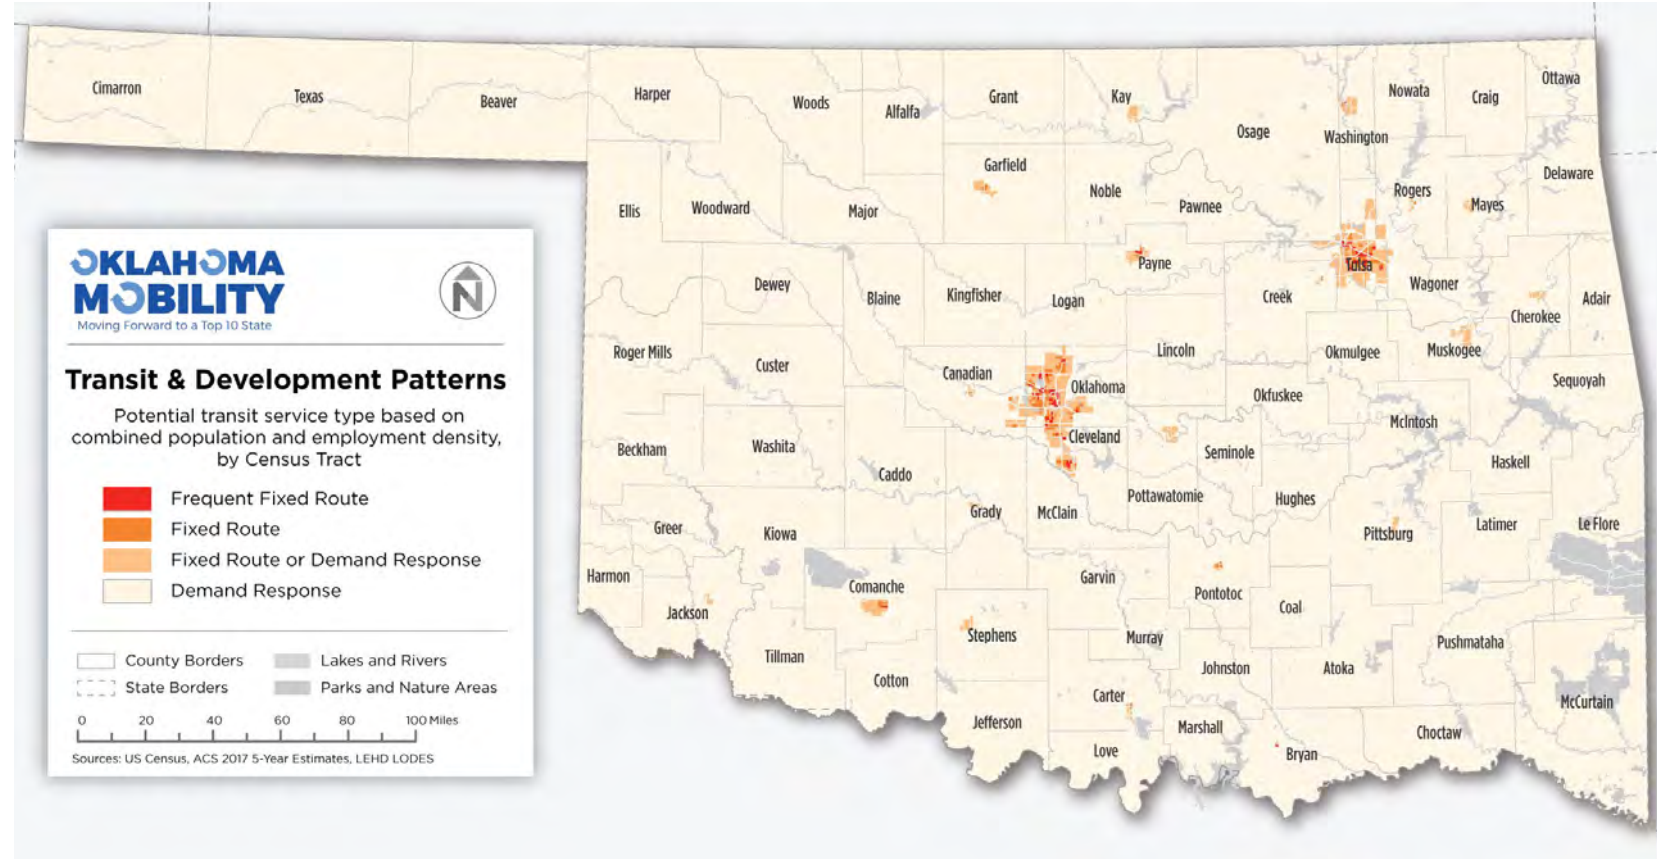 Cimarron
Texas
Beaver
Harper
Woods
Alfalfa
Grant
Kay
Osage
Washington
Nowata
Craig
Ottawa
Ellis
Woodward
Major
Garfield
Noble
Pawnee
Rogers
Mayes
Delaware
Dewey
Blaine
Kingfisher
Logan
Payne
Creek
Tulsa
Wagoner
Cherokee
Adair
Roger Mills
Custer
Canadian
Oklahoma
Lincoln
Okmulgee
Muskogee
Sequoyah
Okfuskee
McIntosh
Beckham
Washita
Caddo
Cleveland
Seminole
Haskell
Greer
Kiowa
Grady
McClain
Pottawatomie
Hughes
Pittsburg
Latimer
Le Flore
Harmon
Jackson
Comanche
Garvin
Pontotoc
Coal
Tillman
Stephens
Murray
Johnston
Atoka
Pushmataha
Cotton
Carter
Jefferson
Love
Marshall
Bryan
Choctaw
McCurtain
OKLAHOMA
MOBILITY
Moving Forward to a Top 10 State
N
Transit & Development Patterns
Potential transit service type based on
combined population and employment density,
by Census Tract
Frequent Fixed Route
Fixed Route
Fixed Route or Demand Response
Demand Response
County Borders
Lakes and Rivers
State Borders
Parks and Nature Areas
0 20 40 60 80 100 Miles
Sources: US Census, ACS 2017 5-Year Estimates, LEHD LODES